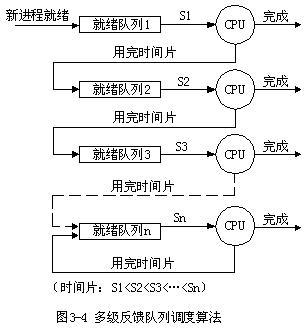 新进程就绪 就绪队列1 S1 CPU 完成
用完时间片
就绪队列2 S2 CPU 完成
用完时间片
就绪队列3 S3 CPU 完成
用完时间片
就绪队列n Sn CPU 完成
用完时间片
(时间片: S1<S2<S3<…<Sn)
图3-4 多级反馈队列调度算法